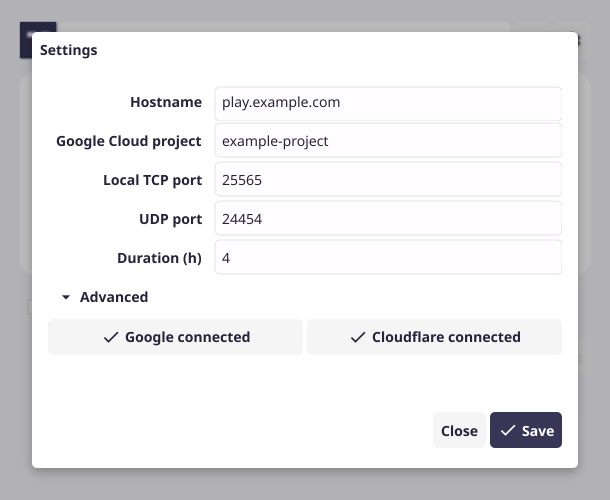 Settings
Hostname play.example.com
Google Cloud project example-project
Local TCP port 25565
UDP port 24454
Duration (h) 4
Advanced
Google connected Cloudflare connected
Close Save